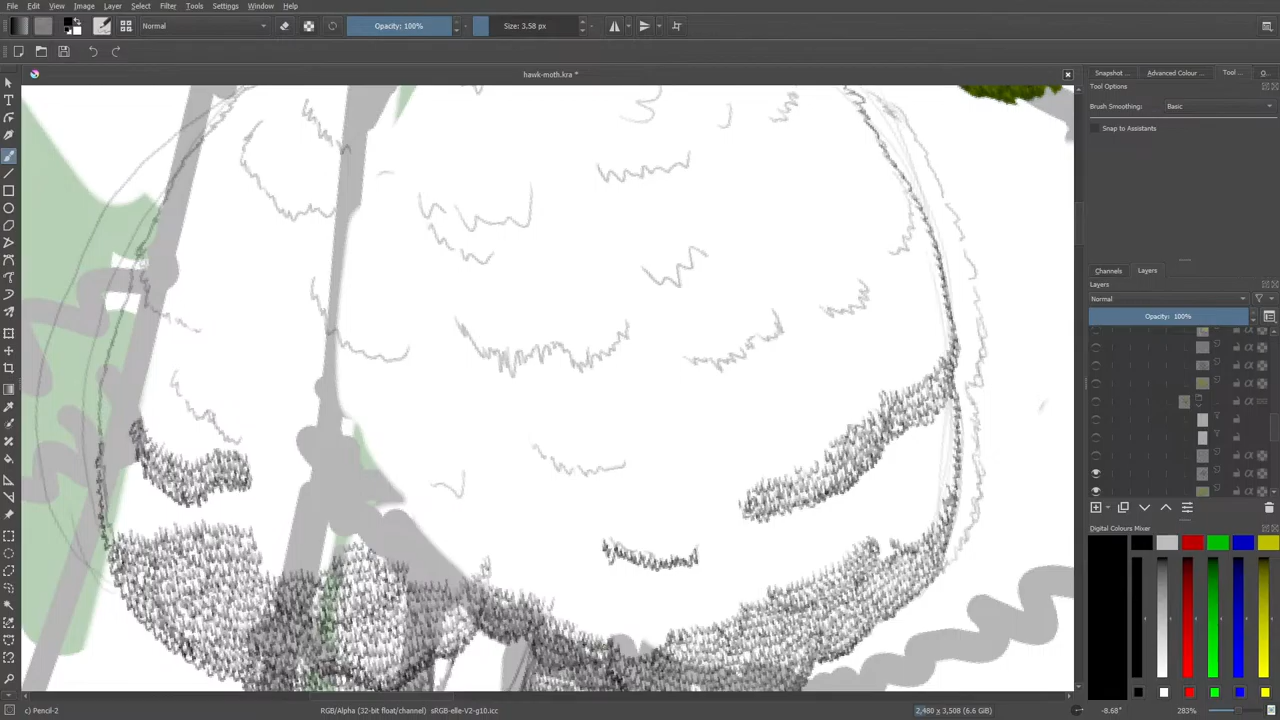 File Edit View Image Layer Select Filter Tools Settings Window Help
Normal Opacity: 100% Size: 3.58 px
hawk-moth.kra *
Snapshot ... Advanced Colour ... Tool ... O...
Tool Options
Brush Smoothing: Basic
Snap to Assistants
Channels Layers
Layers
Normal
Opacity: 100%
Digital Colours Mixer
c) Pencil-2 RGB/Alpha (32-bit float/channel) sRGB-elle-V2-g10.icc 2,480 x 3,508 (6.6 GiB) -8.68° 283%